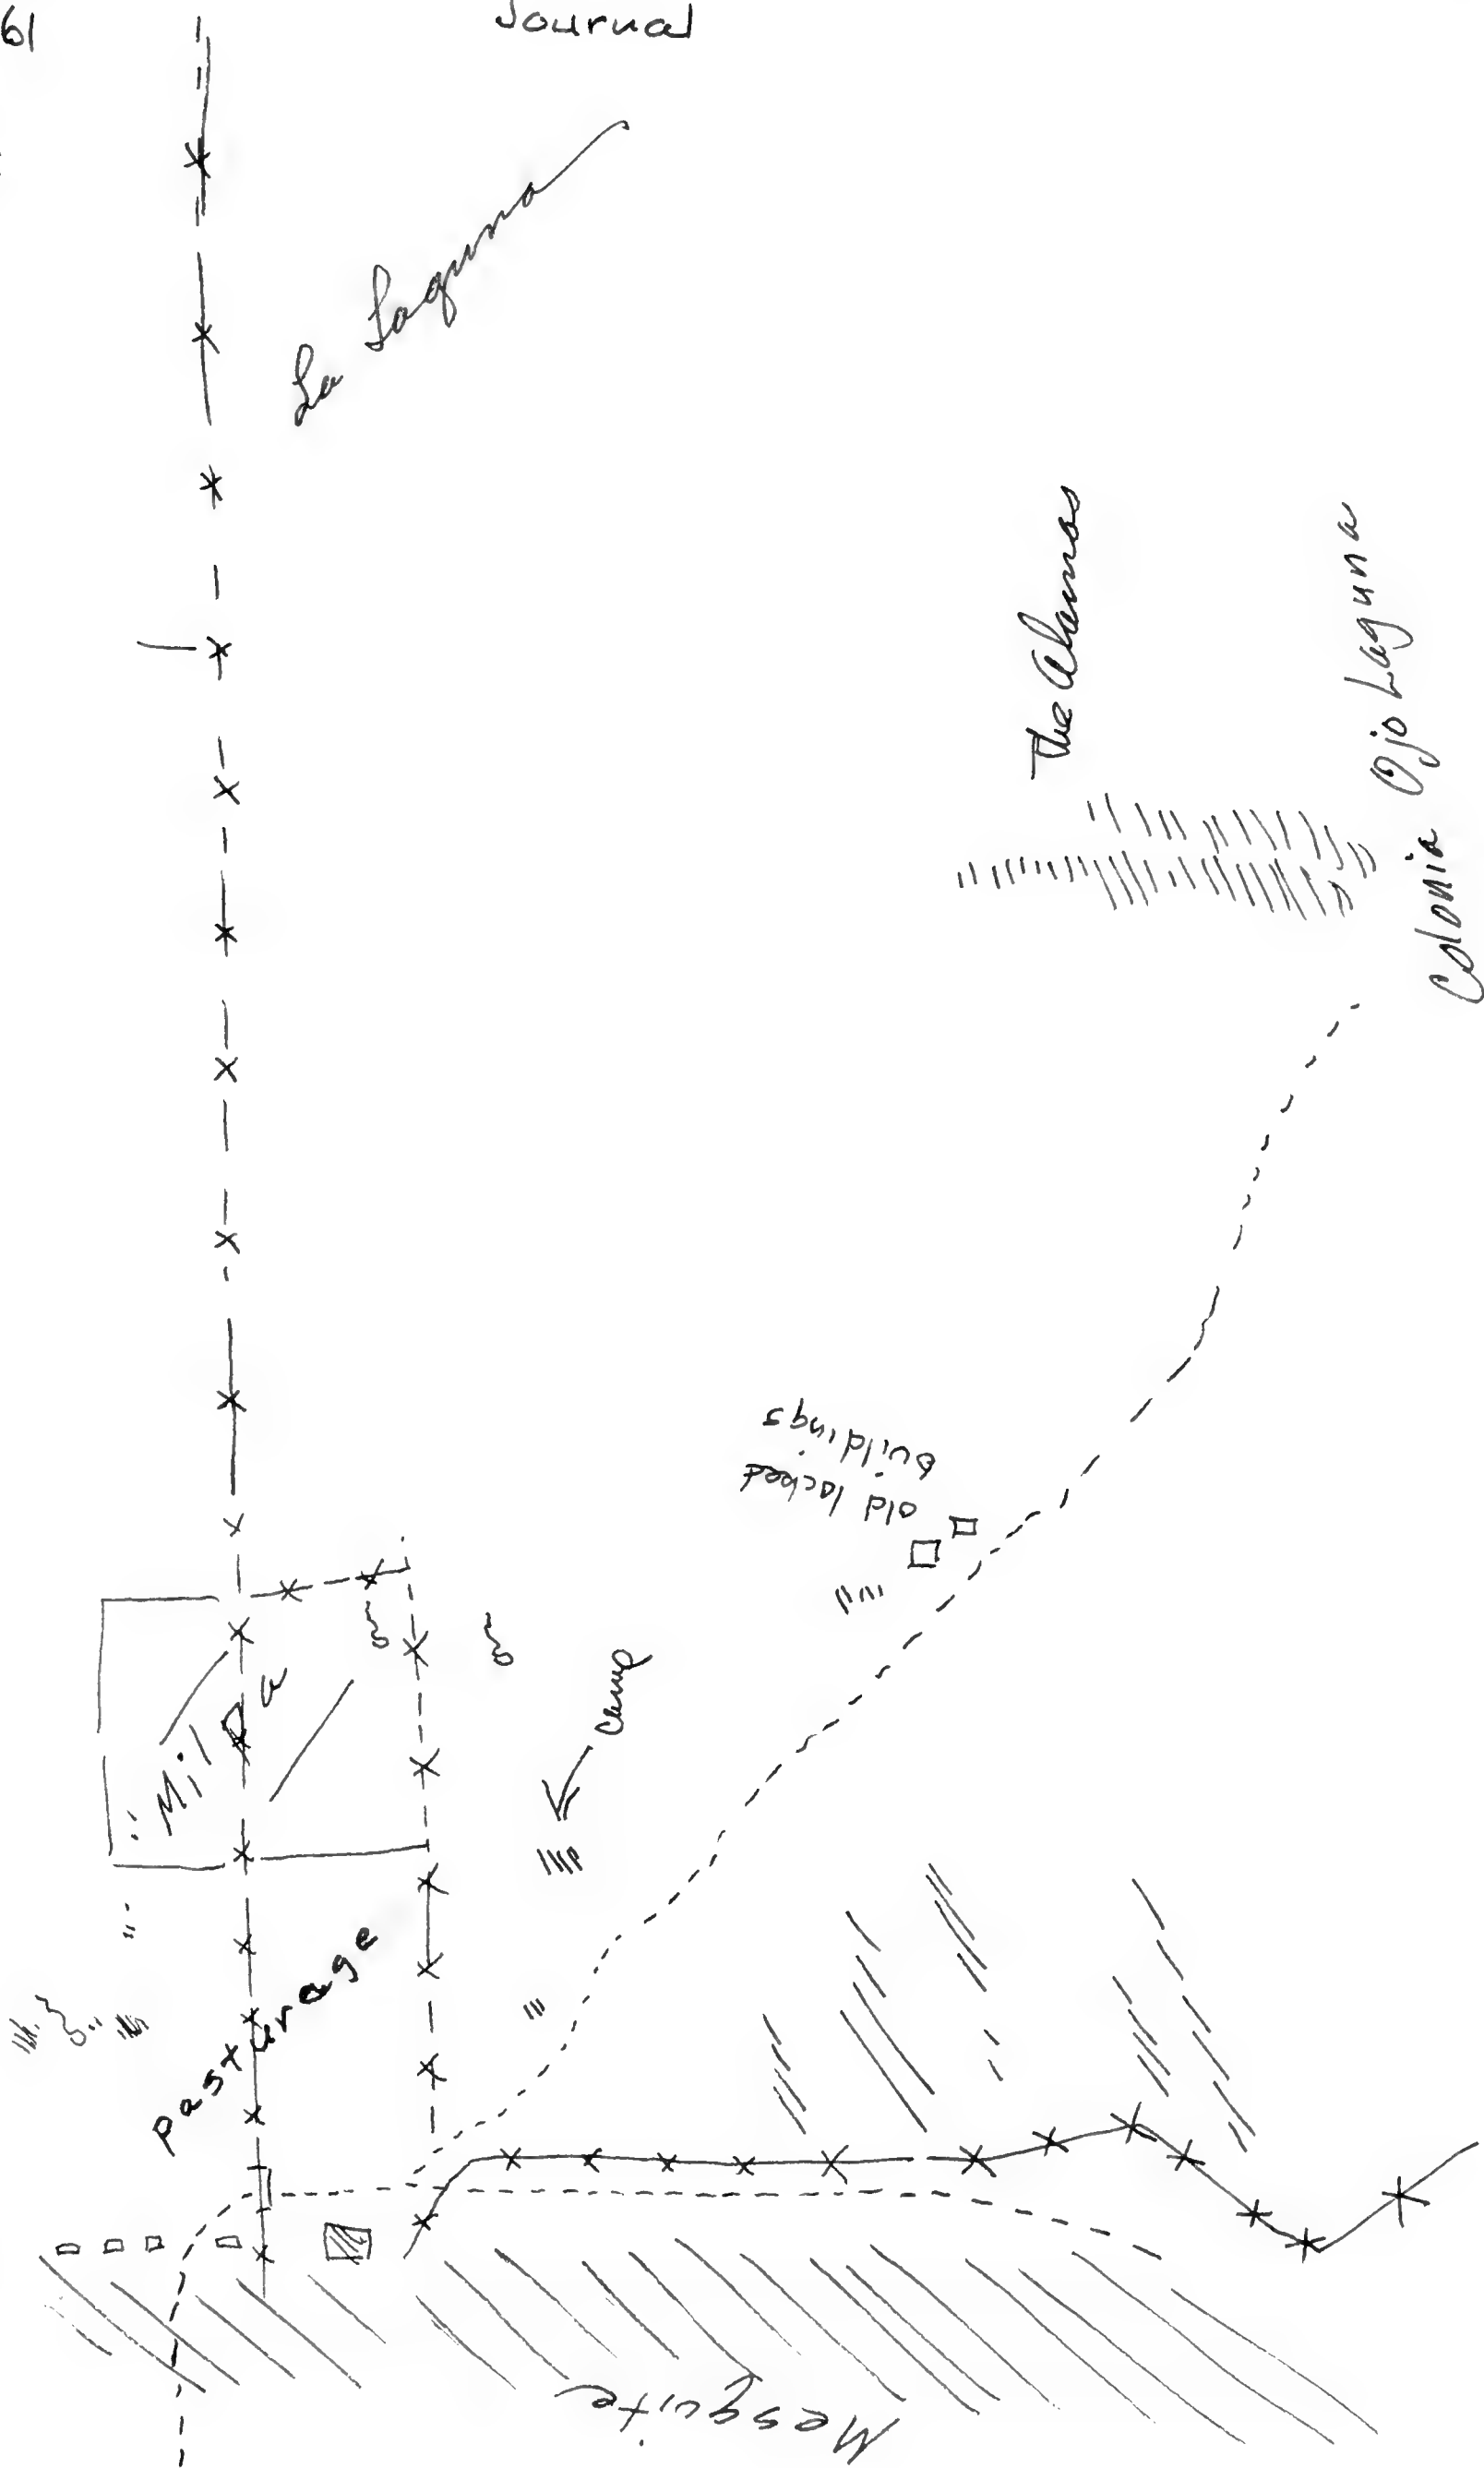 61
Journal
La Laguna
The Alamos
Colonia Ojo Laguna
old locked
buildings
Camp
Milpa
pasturage
Mesquite